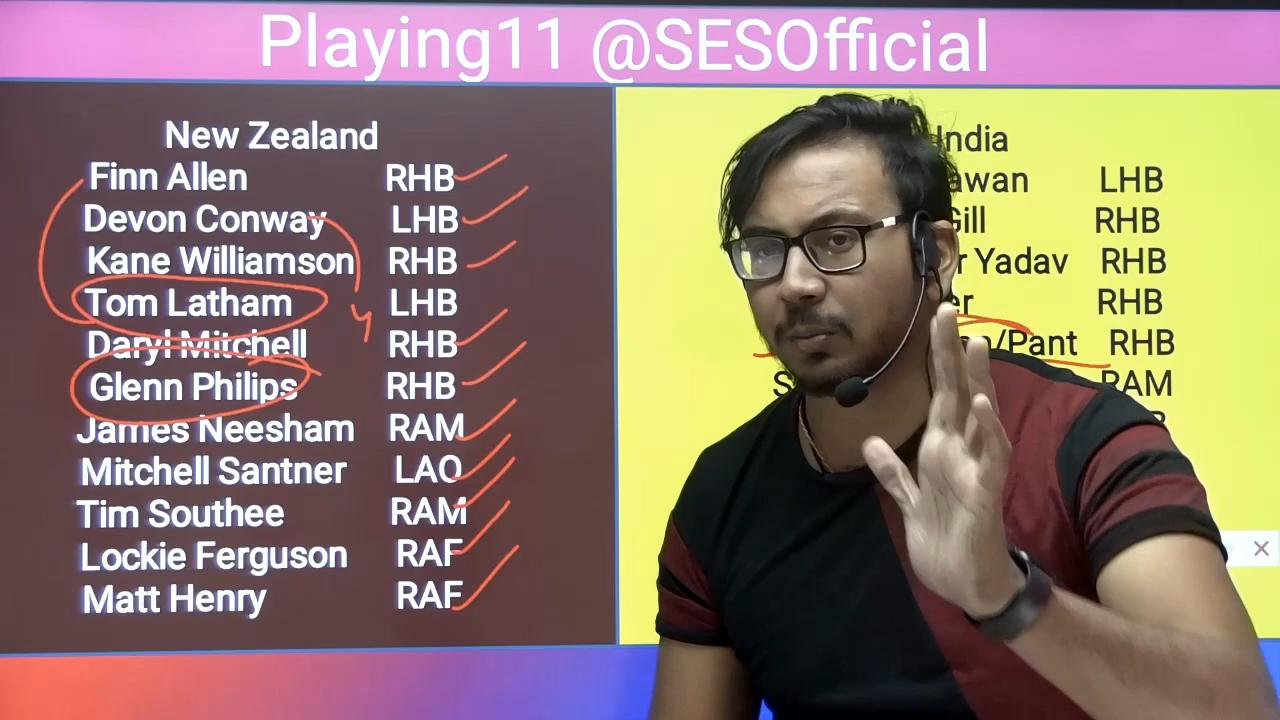 Playing11 @SESOfficial
New Zealand
Finn Allen RHB
Devon Conway LHB
Kane Williamson RHB
Tom Latham LHB
Daryl Mitchell RHB
Glenn Philips RHB
James Neesham RAM
Mitchell Santner LAO
Tim Southee RAM
Lockie Ferguson RAF
Matt Henry RAF
4
India
awan LHB
Gill RHB
r Yadav RHB
er RHB
/Pant RHB
S RAM